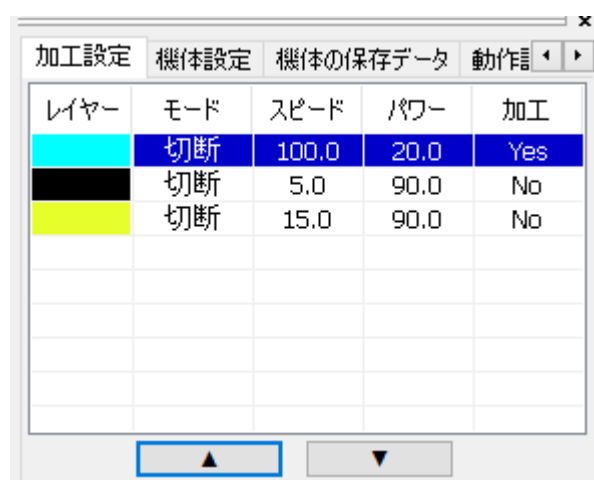 加工設定 機体設定 機体の保存データ 動作
レイヤー モード スピード パワー 加工
切断 100.0 20.0 Yes
切断 5.0 90.0 No
切断 15.0 90.0 No
▲ ▼